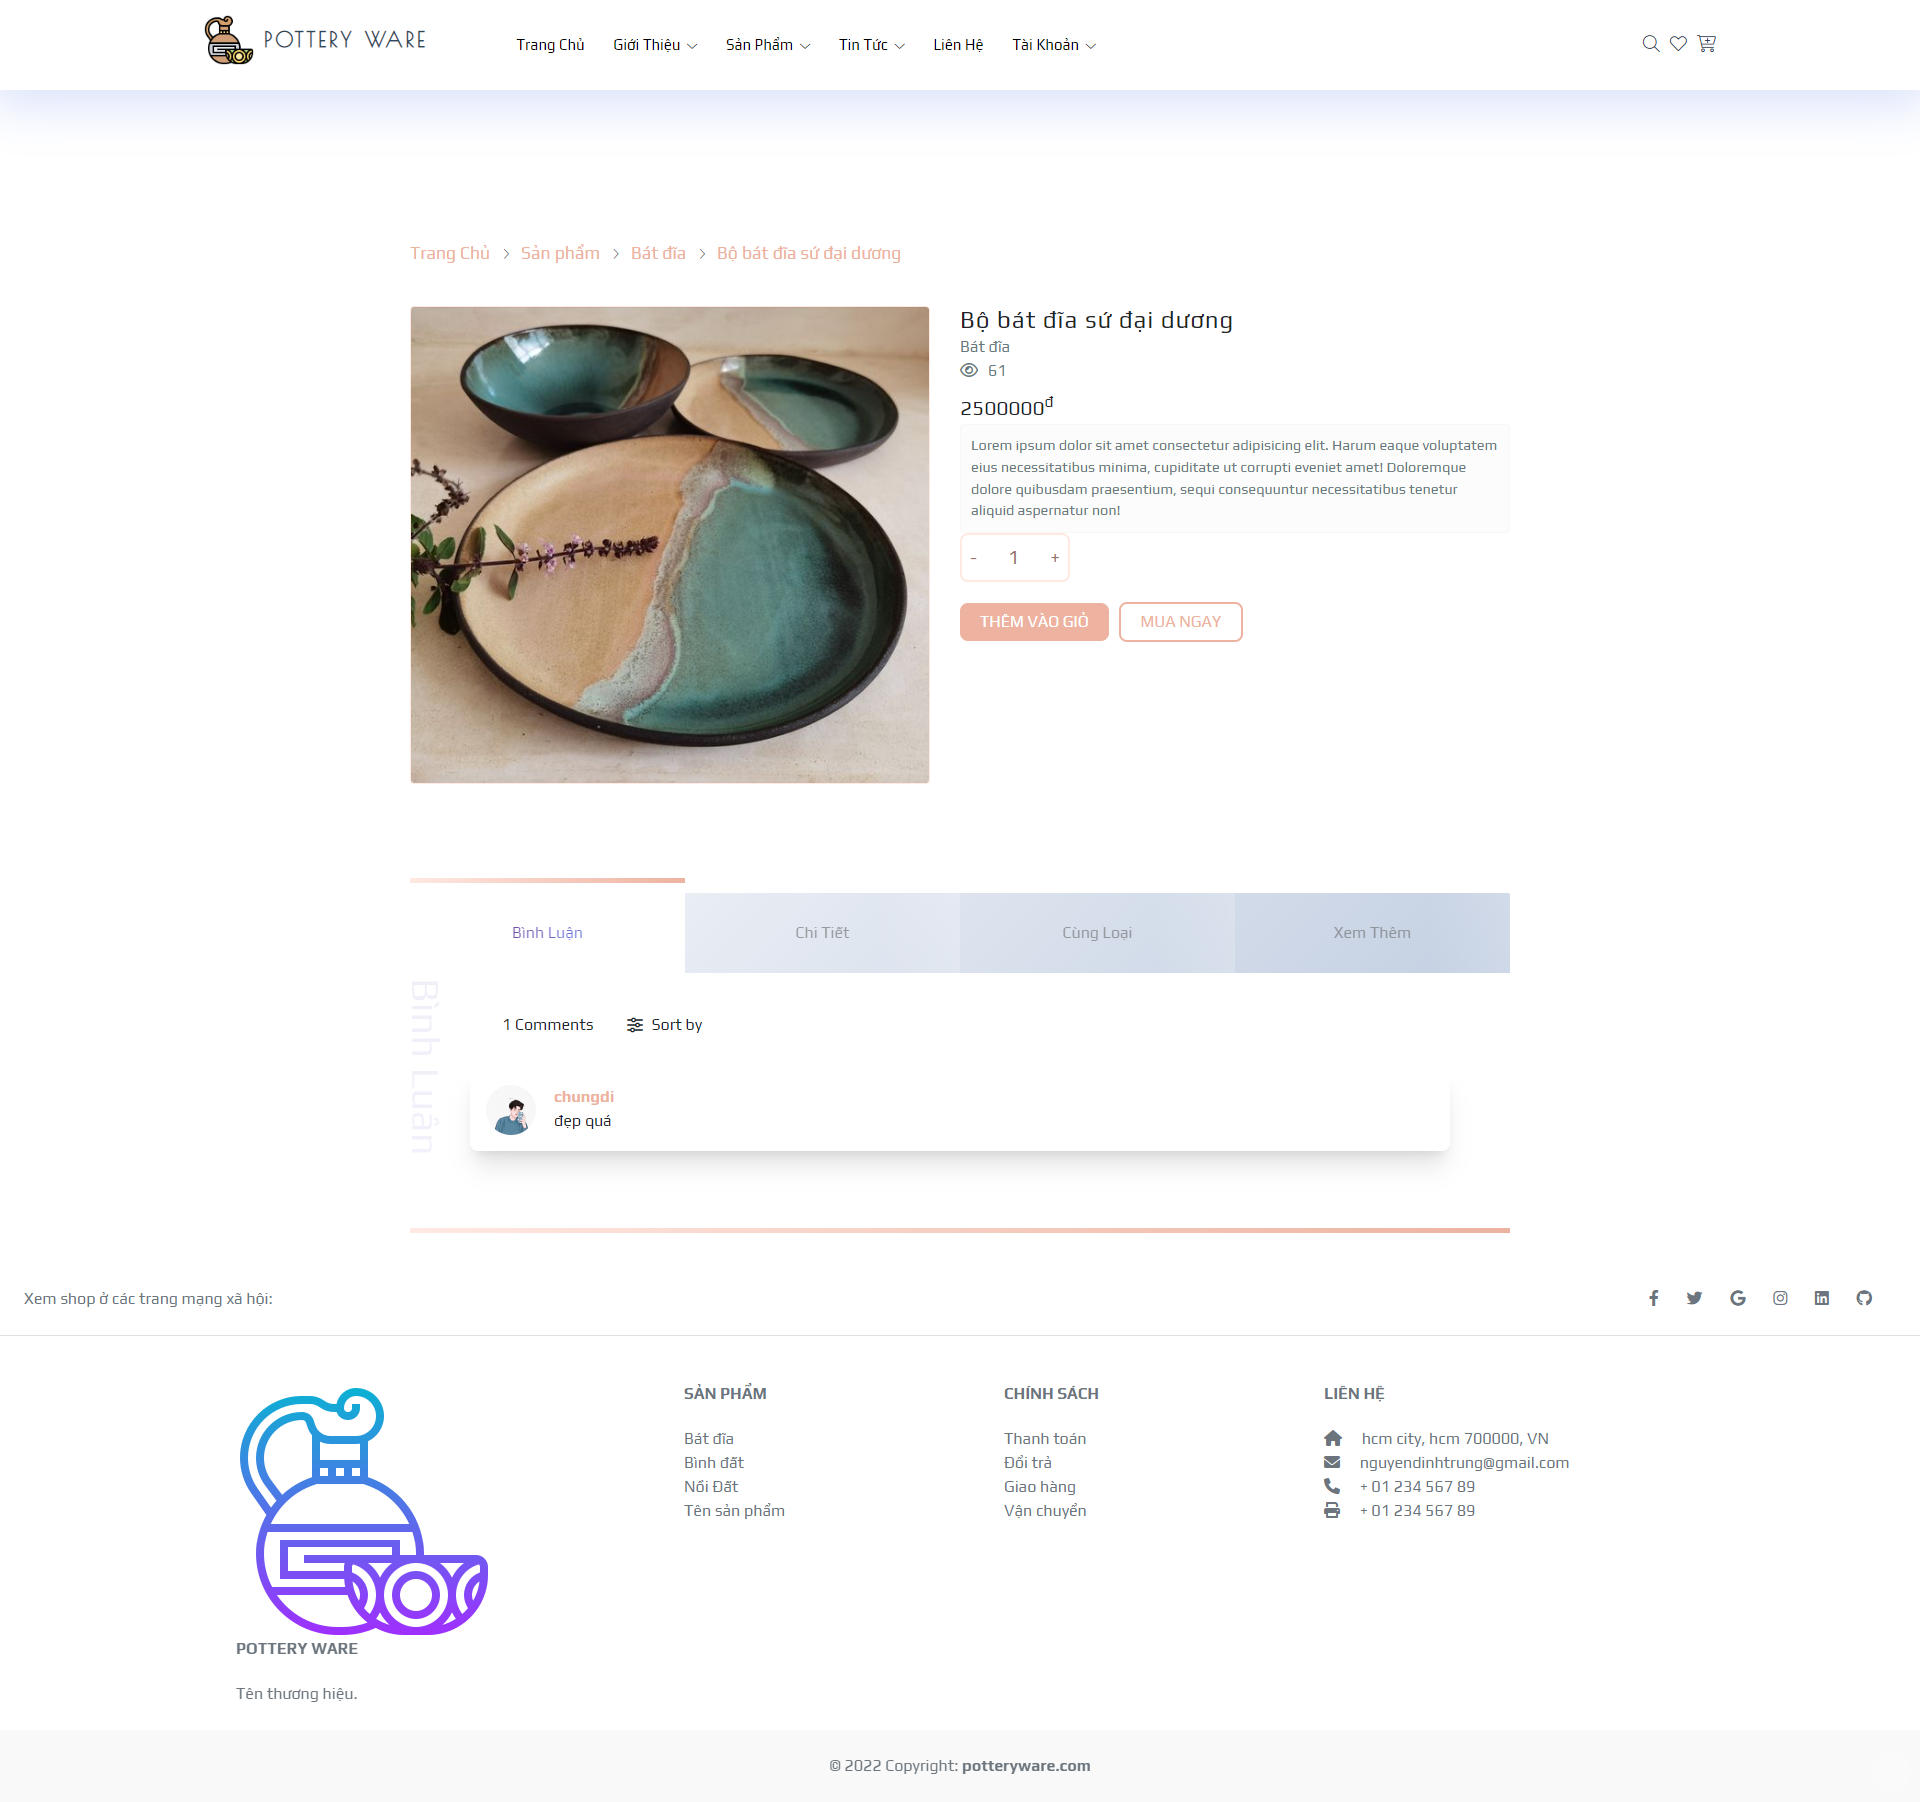 POTTERY WARE
Trang Chủ
Giới Thiệu
Sản Phẩm
Tin Tức
Liên Hệ
Tài Khoản
Trang Chủ
Sản phẩm
Bát đĩa
Bộ bát đĩa sứ đại dương
Bộ bát đĩa sứ đại dương
Bát đĩa
61
2500000đ
Lorem ipsum dolor sit amet consectetur adipisicing elit. Harum eaque voluptatem
eius necessitatibus minima, cupiditate ut corrupti eveniet amet! Doloremque
dolore quibusdam praesentium, sequi consequuntur necessitatibus tenetur
aliquid aspernatur non!
- 1 +
THÊM VÀO GIỎ
MUA NGAY
Bình Luận
Chi Tiết
Cùng Loại
Xem Thêm
Bình Luận
1 Comments
Sort by
chungdi
đẹp quá
Xem shop ở các trang mạng xã hội:
POTTERY WARE
Tên thương hiệu.
SẢN PHẨM
Bát đĩa
Bình đất
Nồi Đất
Tên sản phẩm
CHÍNH SÁCH
Thanh toán
Đổi trả
Giao hàng
Vận chuyển
LIÊN HỆ
hcm city, hcm 700000, VN
nguyendinhtrung@gmail.com
+ 01 234 567 89
+ 01 234 567 89
© 2022 Copyright: potteryware.com